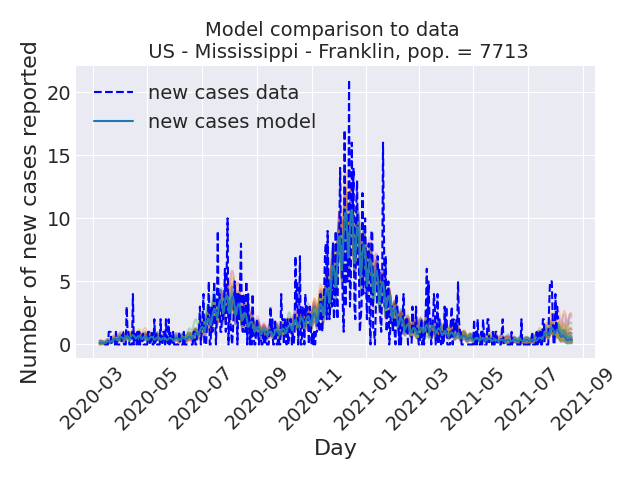 Model comparison to data
US - Mississippi - Franklin, pop. = 7713
Number of new cases reported
20
15
10
5
0
new cases data
new cases model
2020-03
2020-05
2020-07
2020-09
2020-11
2021-01
2021-03
2021-05
2021-07
2021-09
Day